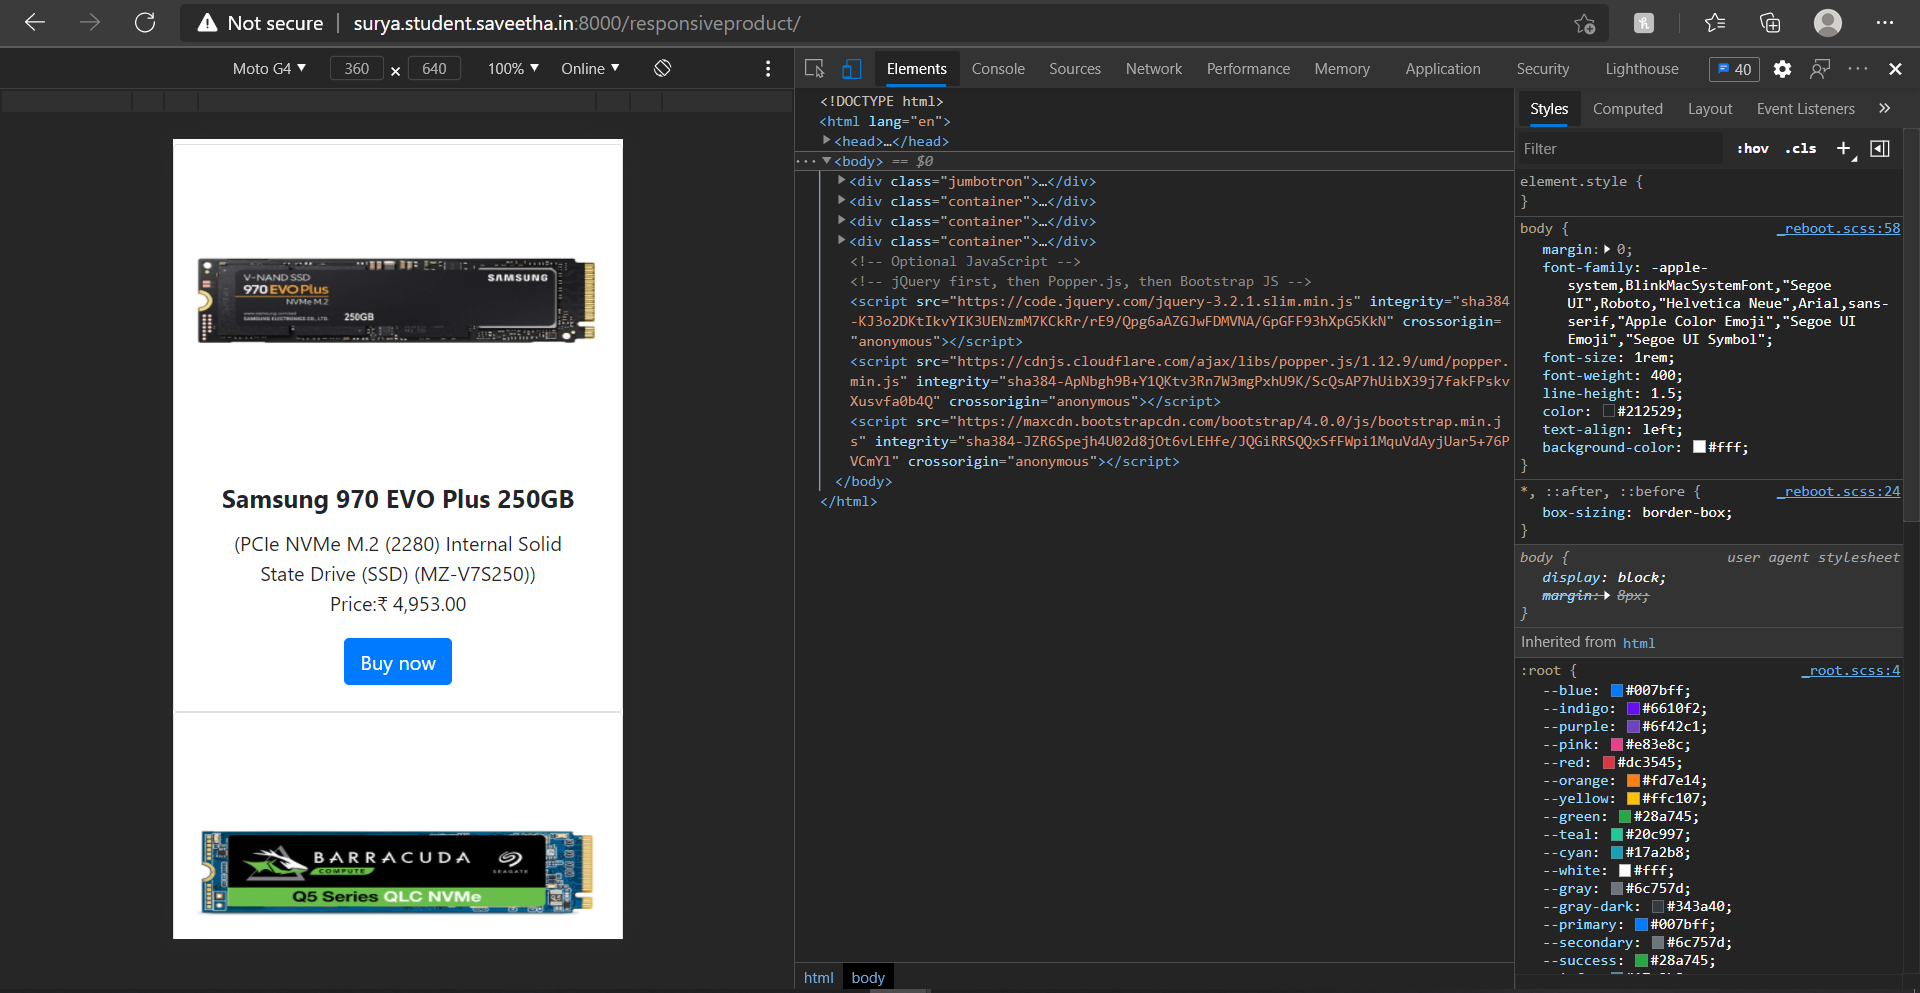 Not secure | surya.student.saveetha.in:8000/responsiveproduct/
Moto G4 ▼ 360 × 640 100% ▼ Online ▼
Elements Console Sources Network Performance Memory Application Security Lighthouse 40
<!DOCTYPE html>
<html lang="en">
<head>…</head>
<body> == $0
<div class="jumbotron">…</div>
<div class="container">…</div>
<div class="container">…</div>
<div class="container">…</div>
<!-- Optional JavaScript -->
<!-- jQuery first, then Popper.js, then Bootstrap JS -->
<script src="https://code.jquery.com/jquery-3.2.1.slim.min.js" integrity="sha384
-KJ3o2DKtIkvYIK3UENzmM7KCkRr/rE9/Qpg6aAZGJwFDMVNA/GpGFF93hXpG5KkN" crossorigin=
"anonymous"></script>
<script src="https://cdnjs.cloudflare.com/ajax/libs/popper.js/1.12.9/umd/popper.
min.js" integrity="sha384-ApNbgh9B+Y1QKtv3Rn7W3mgPxhU9K/ScQsAP7hUibX39j7fakFPskv
Xusvfa0b4Q" crossorigin="anonymous"></script>
<script src="https://maxcdn.bootstrapcdn.com/bootstrap/4.0.0/js/bootstrap.min.j
s" integrity="sha384-JZR6Spejh4U02d8jOt6vLEHfe/JQGiRRSQQxSfFWpi1MquVdAyjUar5+76P
VCmYl" crossorigin="anonymous"></script>
</body>
</html>
html body
Styles Computed Layout Event Listeners »
Filter :hov .cls +
element.style {
}
body { _reboot.scss:58
margin: 0;
font-family: -apple-
system,BlinkMacSystemFont,"Segoe
UI",Roboto,"Helvetica Neue",Arial,sans-
serif,"Apple Color Emoji","Segoe UI
Emoji","Segoe UI Symbol";
font-size: 1rem;
font-weight: 400;
line-height: 1.5;
color: #212529;
text-align: left;
background-color: #fff;
}
*, ::after, ::before { _reboot.scss:24
box-sizing: border-box;
}
body { user agent stylesheet
display: block;
margin: 8px;
}
Inherited from html
:root { _root.scss:4
--blue: #007bff;
--indigo: #6610f2;
--purple: #6f42c1;
--pink: #e83e8c;
--red: #dc3545;
--orange: #fd7e14;
--yellow: #ffc107;
--green: #28a745;
--teal: #20c997;
--cyan: #17a2b8;
--white: #fff;
--gray: #6c757d;
--gray-dark: #343a40;
--primary: #007bff;
--secondary: #6c757d;
--success: #28a745;
V-NAND SSD
970 EVO Plus
NVMe M.2
SAMSUNG
250GB
Samsung 970 EVO Plus 250GB
(PCIe NVMe M.2 (2280) Internal Solid
State Drive (SSD) (MZ-V7S250))
Price:₹ 4,953.00
Buy now
BARRACUDA
COMPUTE
SEAGATE
Q5 Series QLC NVMe